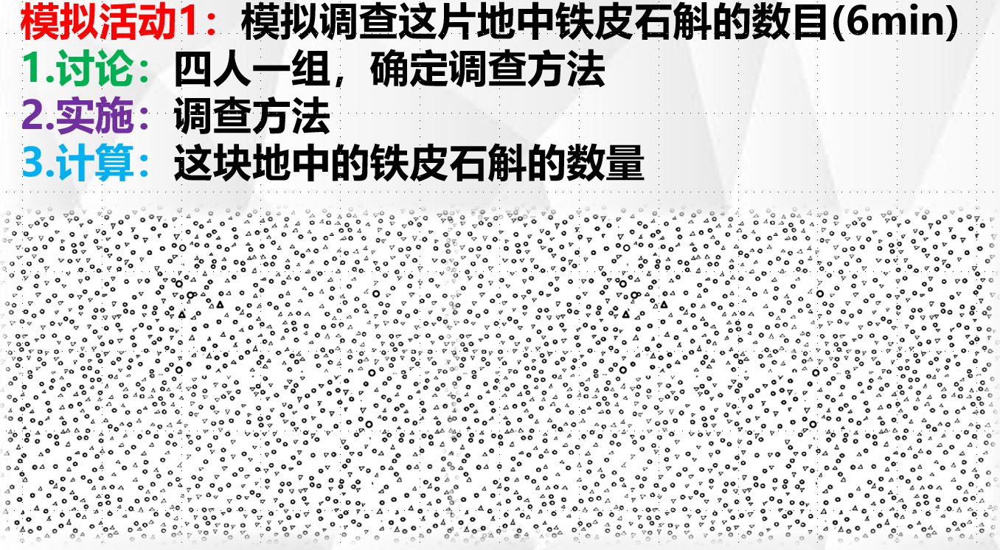 模拟活动1：模拟调查这片地中铁皮石斛的数目(6min)
1.讨论：四人一组，确定调查方法
2.实施：调查方法
3.计算：这块地中的铁皮石斛的数量